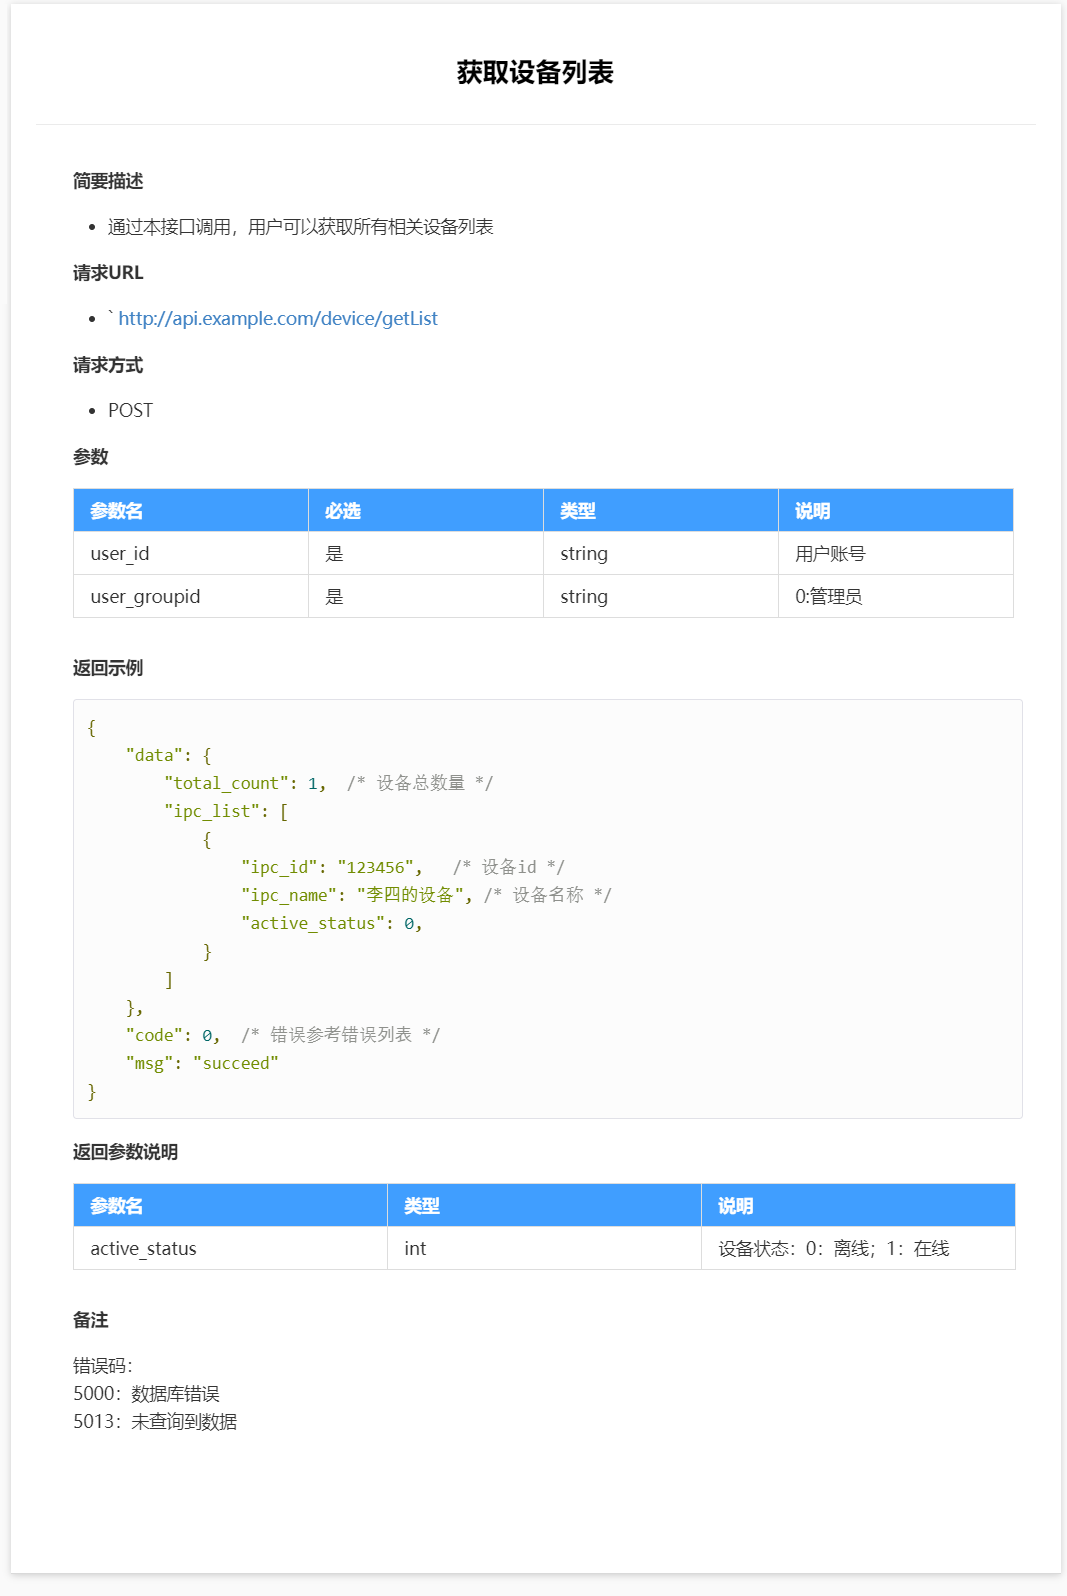 获取设备列表
简要描述
• 通过本接口调用，用户可以获取所有相关设备列表
请求URL
• ` http://api.example.com/device/getList
请求方式
• POST
参数
参数名 必选 类型 说明
user_id 是 string 用户账号
user_groupid 是 string 0:管理员
返回示例
{
    "data": {
        "total_count": 1,  /* 设备总数量 */
        "ipc_list": [
            {
                "ipc_id": "123456",   /* 设备id */
                "ipc_name": "李四的设备", /* 设备名称 */
                "active_status": 0,
            }
        ]
    },
    "code": 0,  /* 错误参考错误列表 */
    "msg": "succeed"
}
返回参数说明
参数名 类型 说明
active_status int 设备状态：0：离线；1：在线
备注
错误码：
5000：数据库错误
5013：未查询到数据